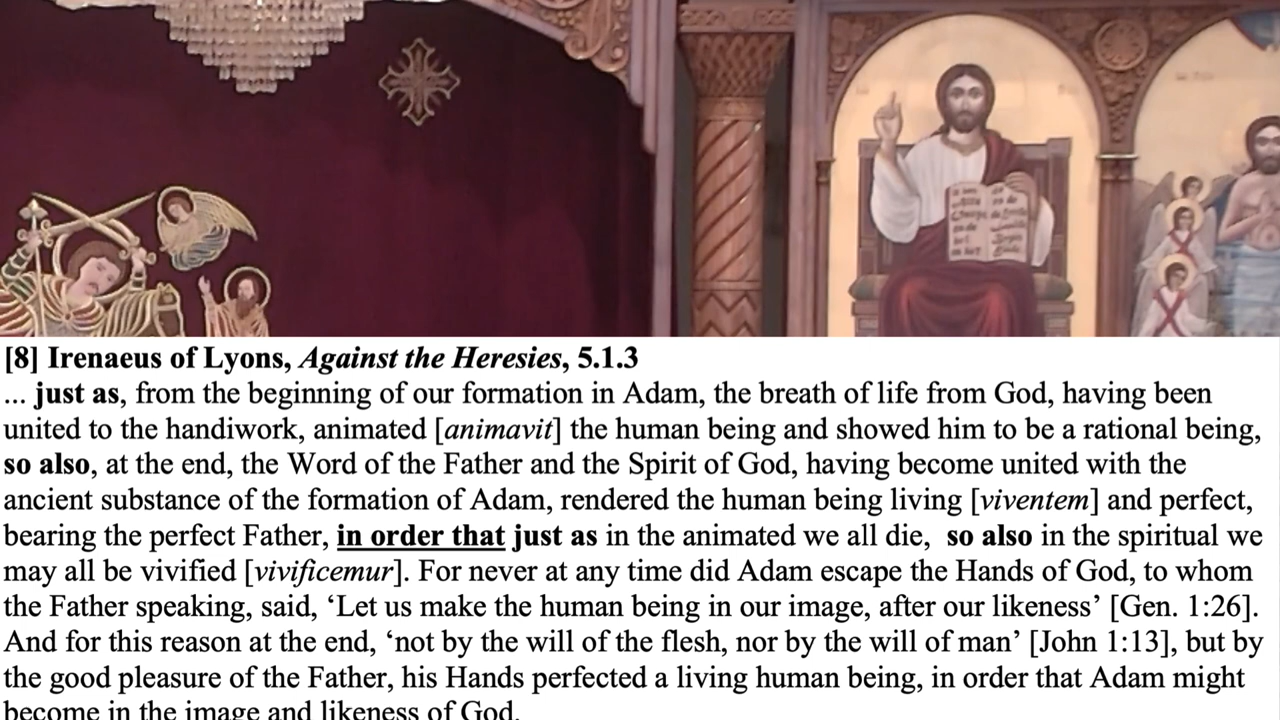 [8] Irenaeus of Lyons, Against the Heresies, 5.1.3
... just as, from the beginning of our formation in Adam, the breath of life from God, having been
united to the handiwork, animated [animavit] the human being and showed him to be a rational being,
so also, at the end, the Word of the Father and the Spirit of God, having become united with the
ancient substance of the formation of Adam, rendered the human being living [viventem] and perfect,
bearing the perfect Father, in order that just as in the animated we all die, so also in the spiritual we
may all be vivified [vivificemur]. For never at any time did Adam escape the Hands of God, to whom
the Father speaking, said, ‘Let us make the human being in our image, after our likeness’ [Gen. 1:26].
And for this reason at the end, ‘not by the will of the flesh, nor by the will of man’ [John 1:13], but by
the good pleasure of the Father, his Hands perfected a living human being, in order that Adam might
become in the image and likeness of God.